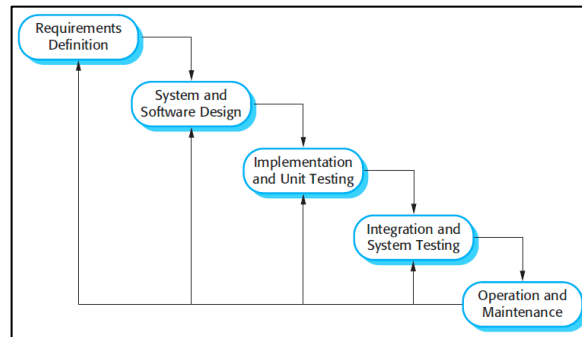 Requirements
Definition
System and
Software Design
Implementation
and Unit Testing
Integration and
System Testing
Operation and
Maintenance